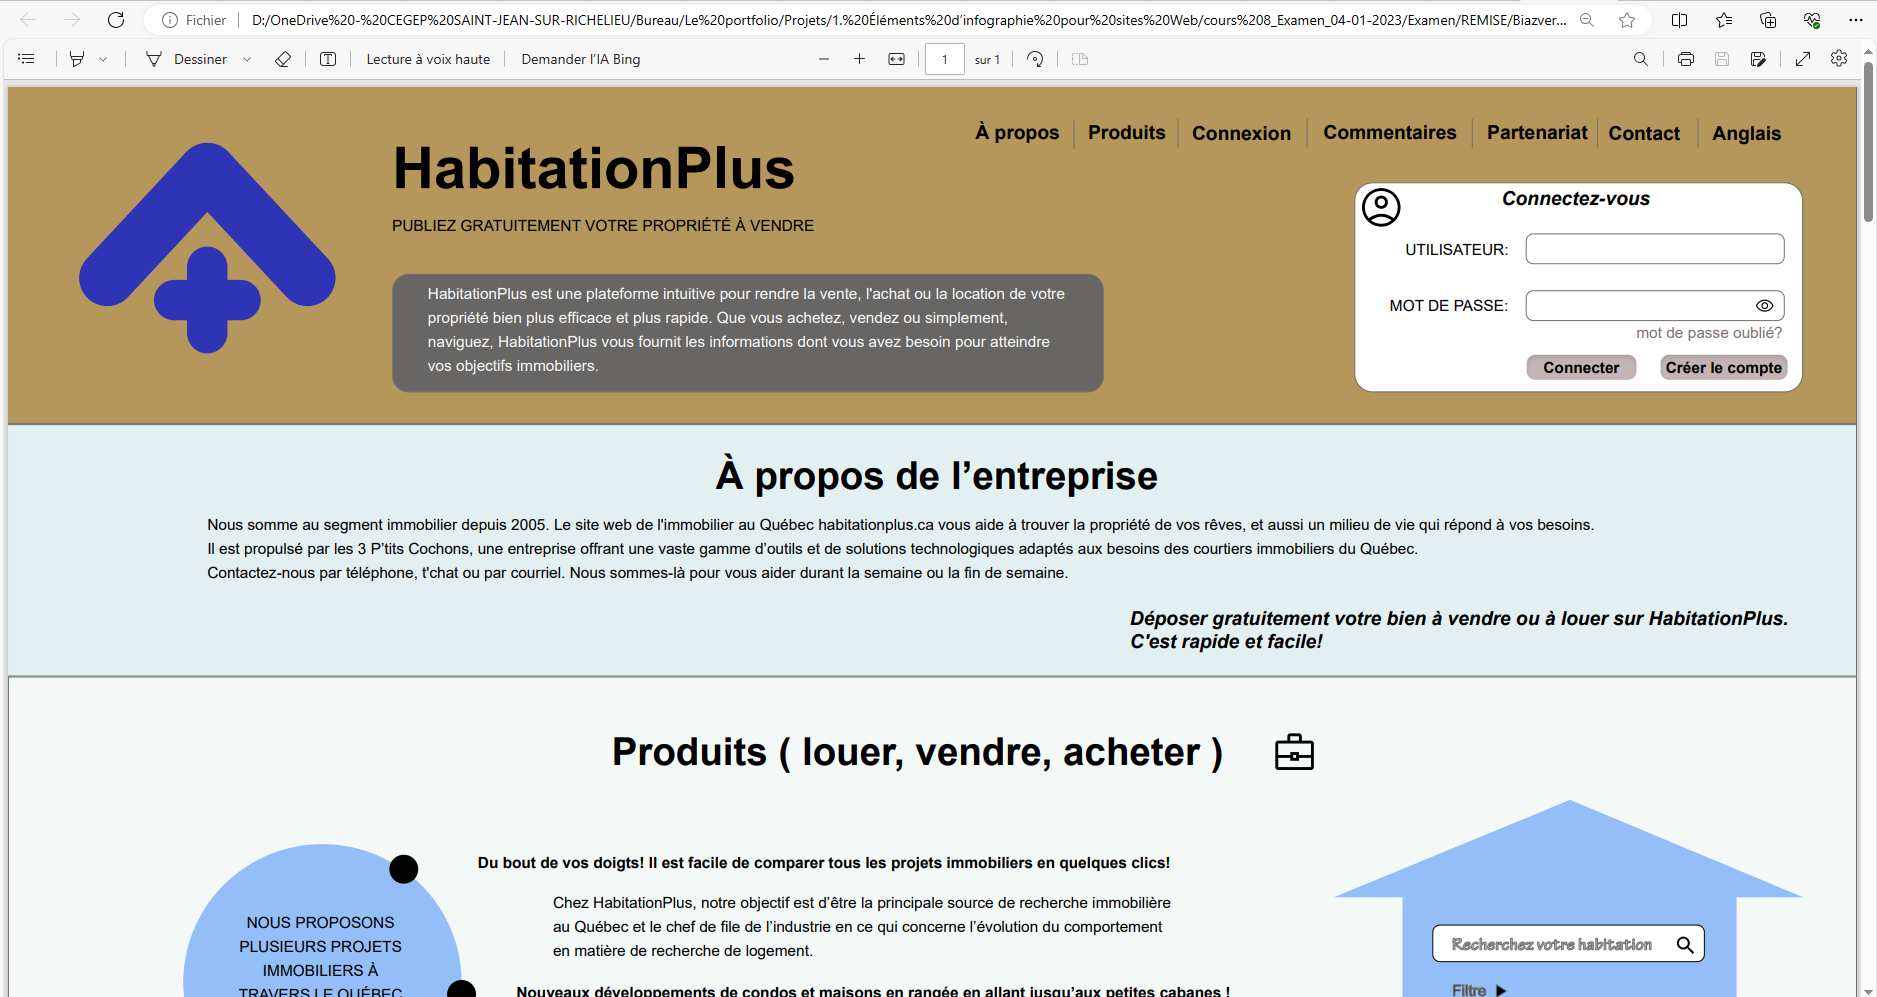 Fichier
D:/OneDrive%20-%20CEGEP%20SAINT-JEAN-SUR-RICHELIEU/Bureau/Le%20portfolio/Projets/1.%20Éléments%20d'infographie%20pour%20sites%20Web/cours%208_Examen_04-01-2023/Examen/REMISE/Biazver...
Dessiner
Lecture à voix haute
Demander l'IA Bing
1
sur 1
À propos
Produits
Connexion
Commentaires
Partenariat
Contact
Anglais
HabitationPlus
PUBLIEZ GRATUITEMENT VOTRE PROPRIÉTÉ À VENDRE
HabitationPlus est une plateforme intuitive pour rendre la vente, l'achat ou la location de votre
propriété bien plus efficace et plus rapide. Que vous achetez, vendez ou simplement,
naviguez, HabitationPlus vous fournit les informations dont vous avez besoin pour atteindre
vos objectifs immobiliers.
Connectez-vous
UTILISATEUR:
MOT DE PASSE:
mot de passe oublié?
Connecter
Créer le compte
À propos de l’entreprise
Nous somme au segment immobilier depuis 2005. Le site web de l'immobilier au Québec habitationplus.ca vous aide à trouver la propriété de vos rêves, et aussi un milieu de vie qui répond à vos besoins.
Il est propulsé par les 3 P’tits Cochons, une entreprise offrant une vaste gamme d’outils et de solutions technologiques adaptés aux besoins des courtiers immobiliers du Québec.
Contactez-nous par téléphone, t'chat ou par courriel. Nous sommes-là pour vous aider durant la semaine ou la fin de semaine.
Déposer gratuitement votre bien à vendre ou à louer sur HabitationPlus.
C'est rapide et facile!
Produits ( louer, vendre, acheter )
NOUS PROPOSONS
PLUSIEURS PROJETS
IMMOBILIERS À
TRAVERS LE QUÉBEC
Du bout de vos doigts! Il est facile de comparer tous les projets immobiliers en quelques clics!
Chez HabitationPlus, notre objectif est d’être la principale source de recherche immobilière
au Québec et le chef de file de l’industrie en ce qui concerne l’évolution du comportement
en matière de recherche de logement.
Nouveaux développements de condos et maisons en rangée en allant jusqu’aux petites cabanes !
Recherchez votre habitation
Filtre